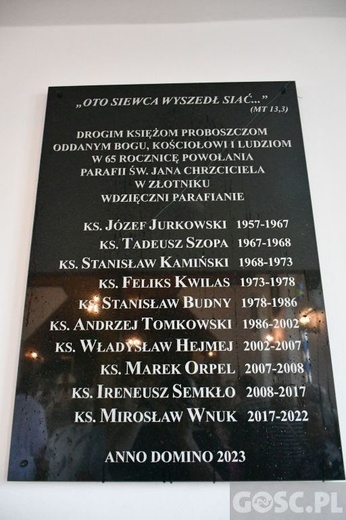 „OTO SIEWCA WYSZEDŁ SIAĆ..."
(MT 13,3)
DROGIM KSIĘŻOM PROBOSZCZOM
ODDANYM BOGU, KOŚCIOŁOWI I LUDZIOM
W 65 ROCZNICĘ POWOŁANIA
PARAFII ŚW. JANA CHRZCICIELA
W ZŁOTNIKU
WDZIĘCZNI PARAFIANIE
KS. JÓZEF JURKOWSKI 1957-1967
KS. TADEUSZ SZOPA 1967-1968
KS. STANISŁAW KAMIŃSKI 1968-1973
KS. FELIKS KWILAS 1973-1978
KS. STANISŁAW BUDNY 1978-1986
KS. ANDRZEJ TOMKOWSKI 1986-2002
KS. WŁADYSŁAW HEJMEJ 2002-2007
KS. MAREK ORPEL 2007-2008
KS. IRENEUSZ SEMKŁO 2008-2017
KS. MIROSŁAW WNUK 2017-2022
ANNO DOMINO 2023
GOSC.PL